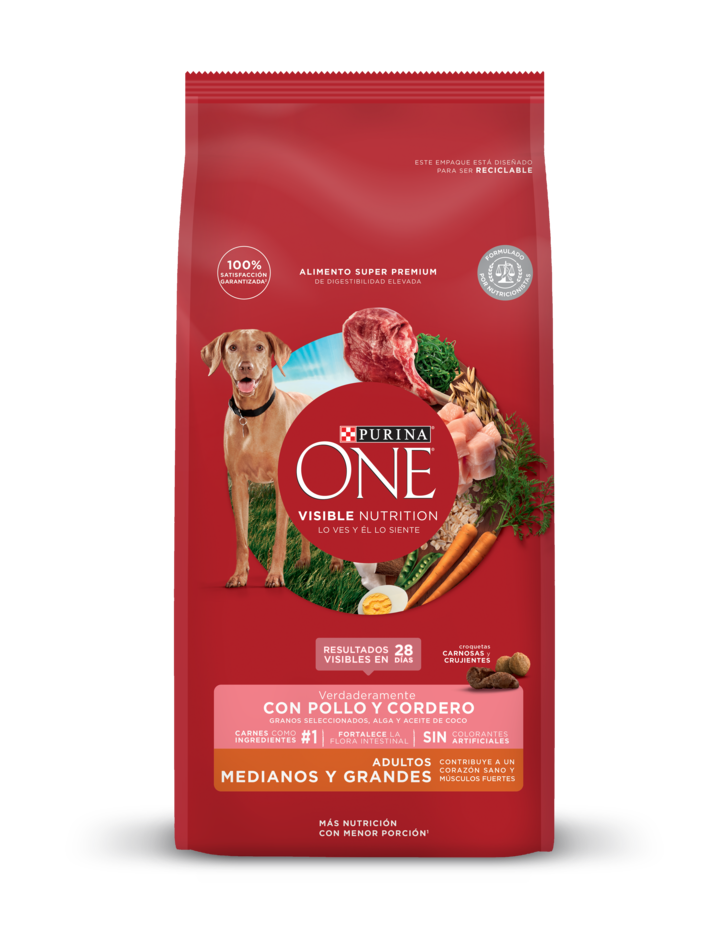 ESTE EMPAQUE ESTÁ DISEÑADO
PARA SER RECICLABLE
100%
SATISFACCIÓN
GARANTIZADA
ALIMENTO SUPER PREMIUM
DE DIGESTIBILIDAD ELEVADA
FORMULADO
POR NUTRICIONISTAS
PURINA
ONE
VISIBLE NUTRITION
LO VES Y ÉL LO SIENTE
RESULTADOS 28
VISIBLES EN DÍAS
croquetas
CARNOSAS y
CRUJIENTES
Verdaderamente
CON POLLO Y CORDERO
GRANOS SELECCIONADOS, ALGA Y ACEITE DE COCO
CARNES COMO
INGREDIENTES #1
FORTALECE LA
FLORA INTESTINAL
SIN COLORANTES
ARTIFICIALES
ADULTOS
MEDIANOS Y GRANDES
CONTRIBUYE A UN
CORAZÓN SANO Y
MÚSCULOS FUERTES
MÁS NUTRICIÓN
CON MENOR PORCIÓN¹